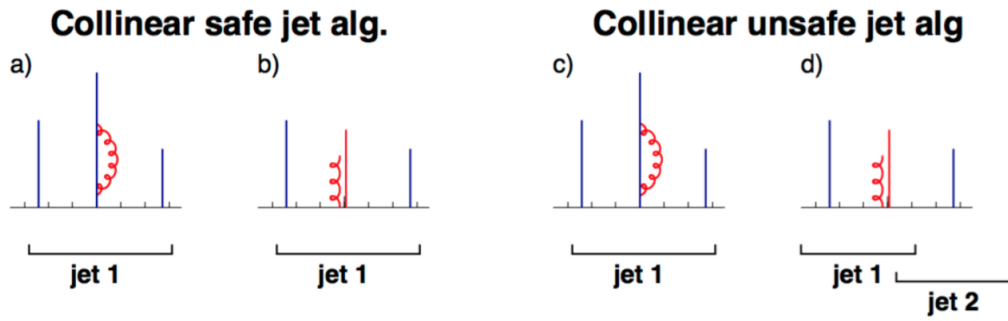 Collinear safe jet alg.
Collinear unsafe jet alg
a)
b)
c)
d)
jet 1
jet 1
jet 1
jet 1
jet 2